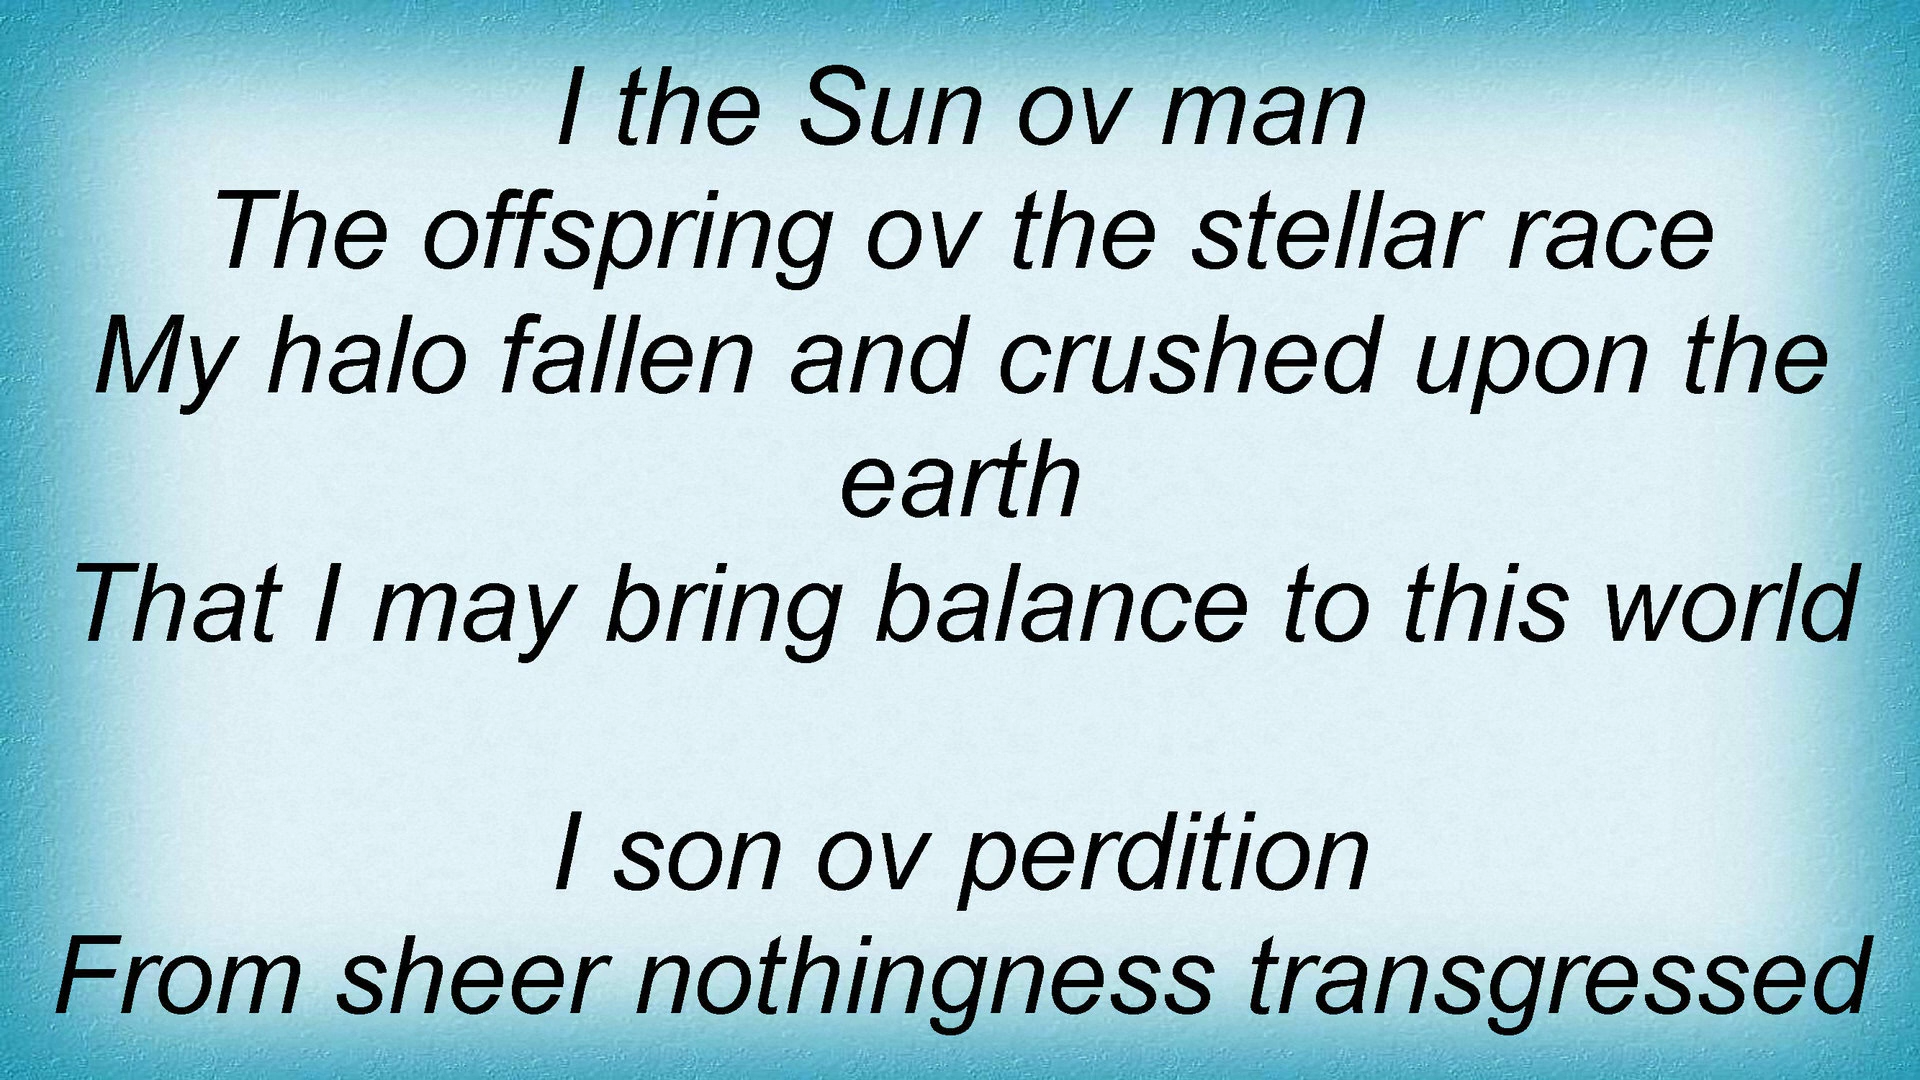 I the Sun ov man
The offspring ov the stellar race
My halo fallen and crushed upon the
earth
That I may bring balance to this world
I son ov perdition
From sheer nothingness transgressed